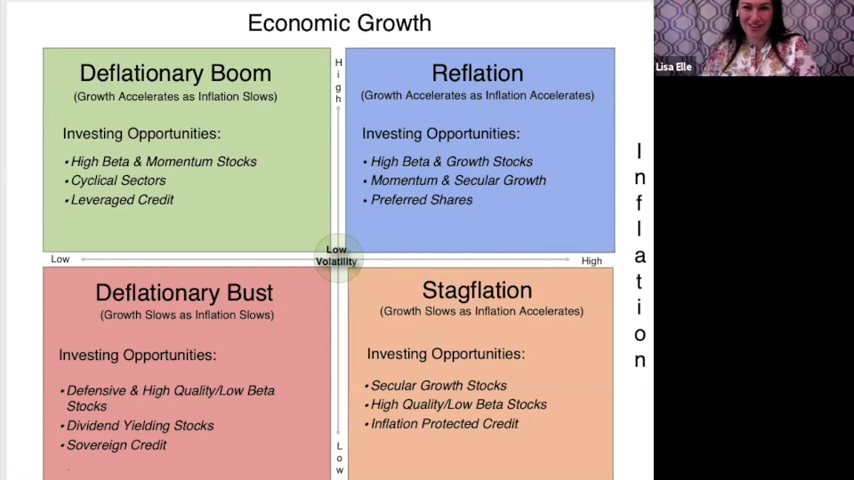 Economic Growth
Lisa Elle
Deflationary Boom
(Growth Accelerates as Inflation Slows)
Investing Opportunities:
• High Beta & Momentum Stocks
• Cyclical Sectors
• Leveraged Credit
High
Reflation
(Growth Accelerates as Inflation Accelerates)
Investing Opportunities:
• High Beta & Growth Stocks
• Momentum & Secular Growth
• Preferred Shares
Inflation
Low
Low
Volatility
High
Deflationary Bust
(Growth Slows as Inflation Slows)
Investing Opportunities:
• Defensive & High Quality/Low Beta
Stocks
• Dividend Yielding Stocks
• Sovereign Credit
Low
Stagflation
(Growth Slows as Inflation Accelerates)
Investing Opportunities:
• Secular Growth Stocks
• High Quality/Low Beta Stocks
• Inflation Protected Credit